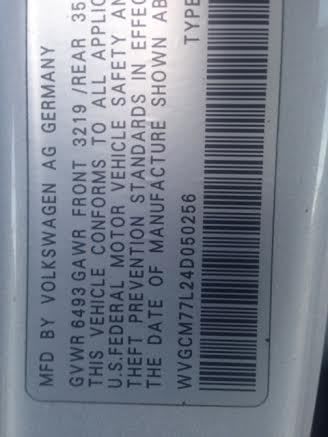 MFD BY VOLKSWAGEN AG GERMANY
GVWR 6493 GAWR FRONT 3219 /REAR 35
THIS VEHICLE CONFORMS TO ALL APPLIC
U.S.FEDERAL MOTOR VEHICLE SAFETY AN
THEFT PREVENTION STANDARDS IN EFFEC
THE DATE OF MANUFACTURE SHOWN AB
WVGCM77L24D050256 TYPE